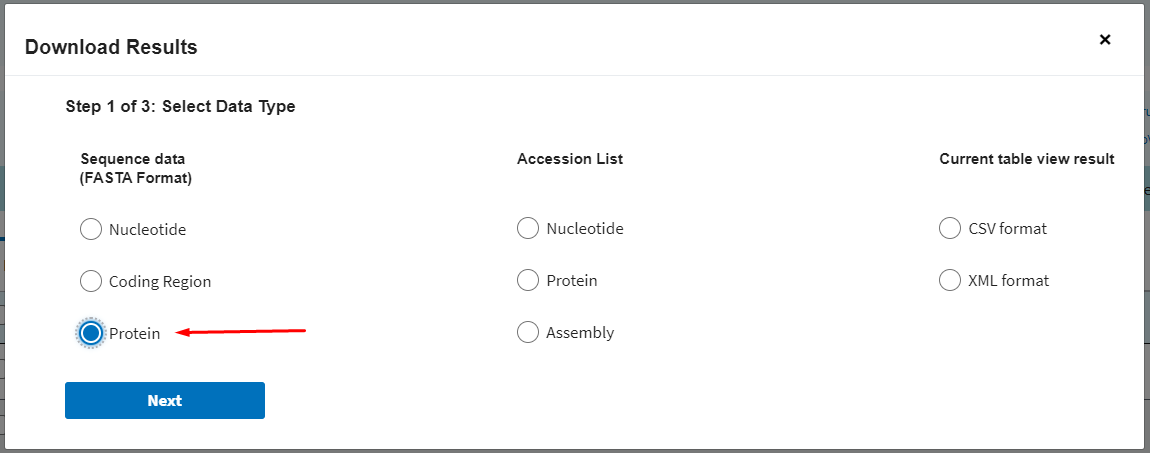 Download Results
×
Step 1 of 3: Select Data Type
Sequence data
(FASTA Format)
Nucleotide
Coding Region
Protein
Accession List
Nucleotide
Protein
Assembly
Current table view result
CSV format
XML format
Next